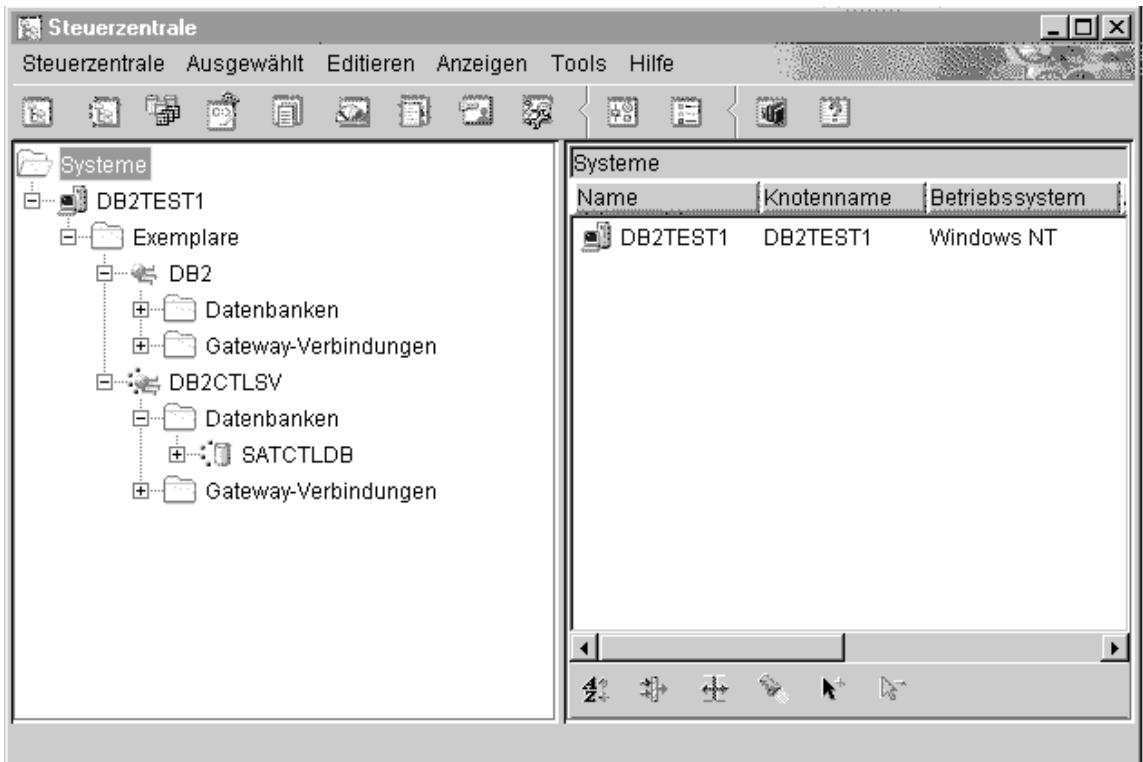 Steuerzentrale
Steuerzentrale Ausgewählt Editieren Anzeigen Tools Hilfe
Systeme
DB2TEST1
Exemplare
DB2
Datenbanken
Gateway-Verbindungen
DB2CTLSV
Datenbanken
SATCTLDB
Gateway-Verbindungen
Systeme
Name Knotenname Betriebssystem
DB2TEST1 DB2TEST1 Windows NT